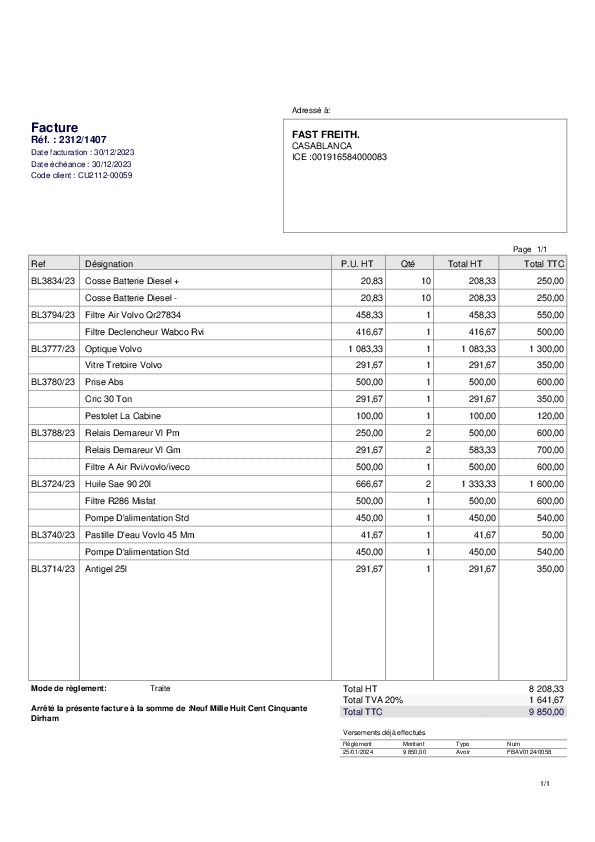 Adressé à:
Facture
Réf. : 2312/1407
Date facturation : 30/12/2023
Date échéance : 30/12/2023
Code client : CU2112-00059
FAST FREITH.
CASABLANCA
ICE :001916584000083
Page 1/1
Ref Désignation P.U. HT Qté Total HT Total TTC
BL3834/23 Cosse Batterie Diesel + 20,83 10 208,33 250,00
Cosse Batterie Diesel - 20,83 10 208,33 250,00
BL3794/23 Filtre Air Volvo Qr27834 458,33 1 458,33 550,00
Filtre Declencheur Wabco Rvi 416,67 1 416,67 500,00
BL3777/23 Optique Volvo 1 083,33 1 1 083,33 1 300,00
Vitre Tretoire Volvo 291,67 1 291,67 350,00
BL3780/23 Prise Abs 500,00 1 500,00 600,00
Cric 30 Ton 291,67 1 291,67 350,00
Pestolet La Cabine 100,00 1 100,00 120,00
BL3788/23 Relais Demareur Vl Pm 250,00 2 500,00 600,00
Relais Demareur Vl Gm 291,67 2 583,33 700,00
Filtre A Air Rvi/vovlo/iveco 500,00 1 500,00 600,00
BL3724/23 Huile Sae 90 20l 666,67 2 1 333,33 1 600,00
Filtre R286 Misfat 500,00 1 500,00 600,00
Pompe D'alimentation Std 450,00 1 450,00 540,00
BL3740/23 Pastille D'eau Vovlo 45 Mm 41,67 1 41,67 50,00
Pompe D'alimentation Std 450,00 1 450,00 540,00
BL3714/23 Antigel 25l 291,67 1 291,67 350,00
Mode de règlement: Traite
Total HT 8 208,33
Total TVA 20% 1 641,67
Total TTC 9 850,00
Arrêté la présente facture à la somme de :Neuf Mille Huit Cent Cinquante
Dirham
Versements déjà effectués
Règlement Montant Type Num
25/01/2024 9 850,00 Avoir FBAV0124/0058
1/1